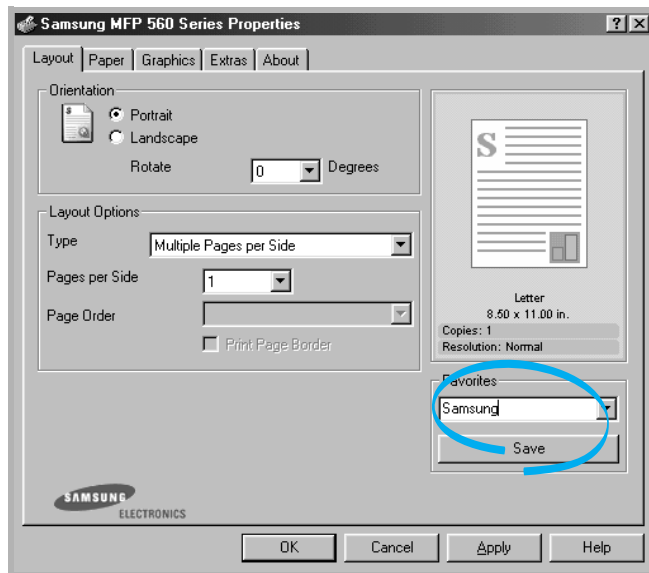 Samsung MFP 560 Series Properties
Layout Paper Graphics Extras About
Orientation
Portrait
Landscape
Rotate 0 Degrees
Layout Options
Type Multiple Pages per Side
Pages per Side 1
Page Order
Print Page Border
S
Letter
8.50 x 11.00 in.
Copies: 1
Resolution: Normal
Favorites
Samsung
Save
SAMSUNG
ELECTRONICS
OK Cancel Apply Help